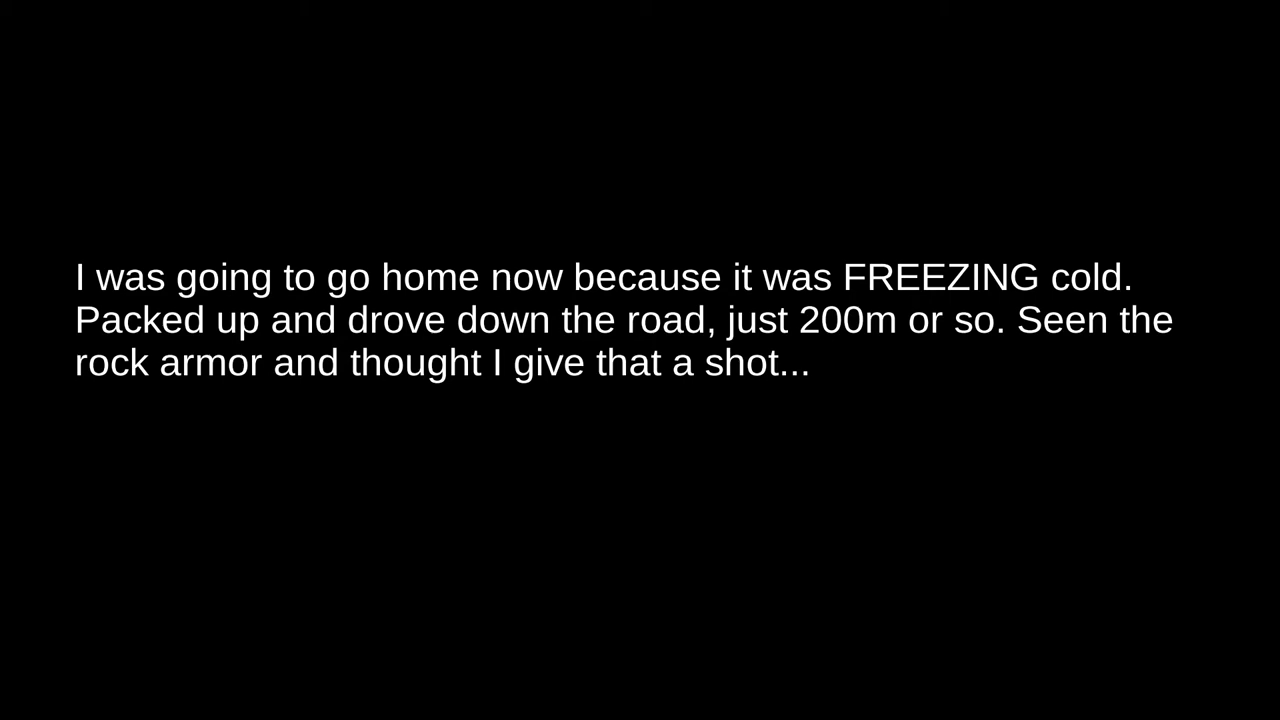 I was going to go home now because it was FREEZING cold.
Packed up and drove down the road, just 200m or so. Seen the
rock armor and thought I give that a shot...